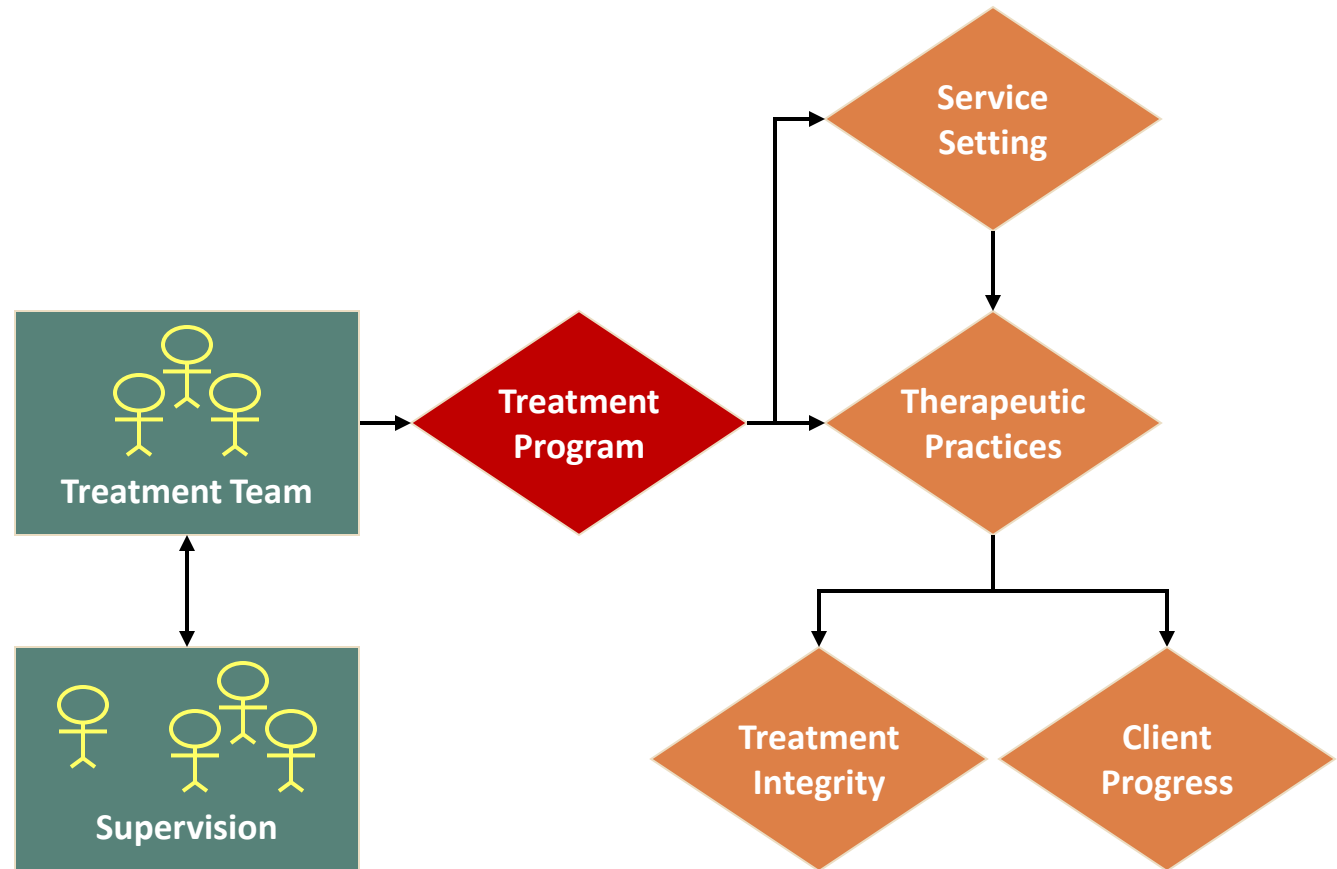 Service
Setting
Treatment
Program
Therapeutic
Practices
Treatment Team
Treatment
Integrity
Client
Progress
Supervision